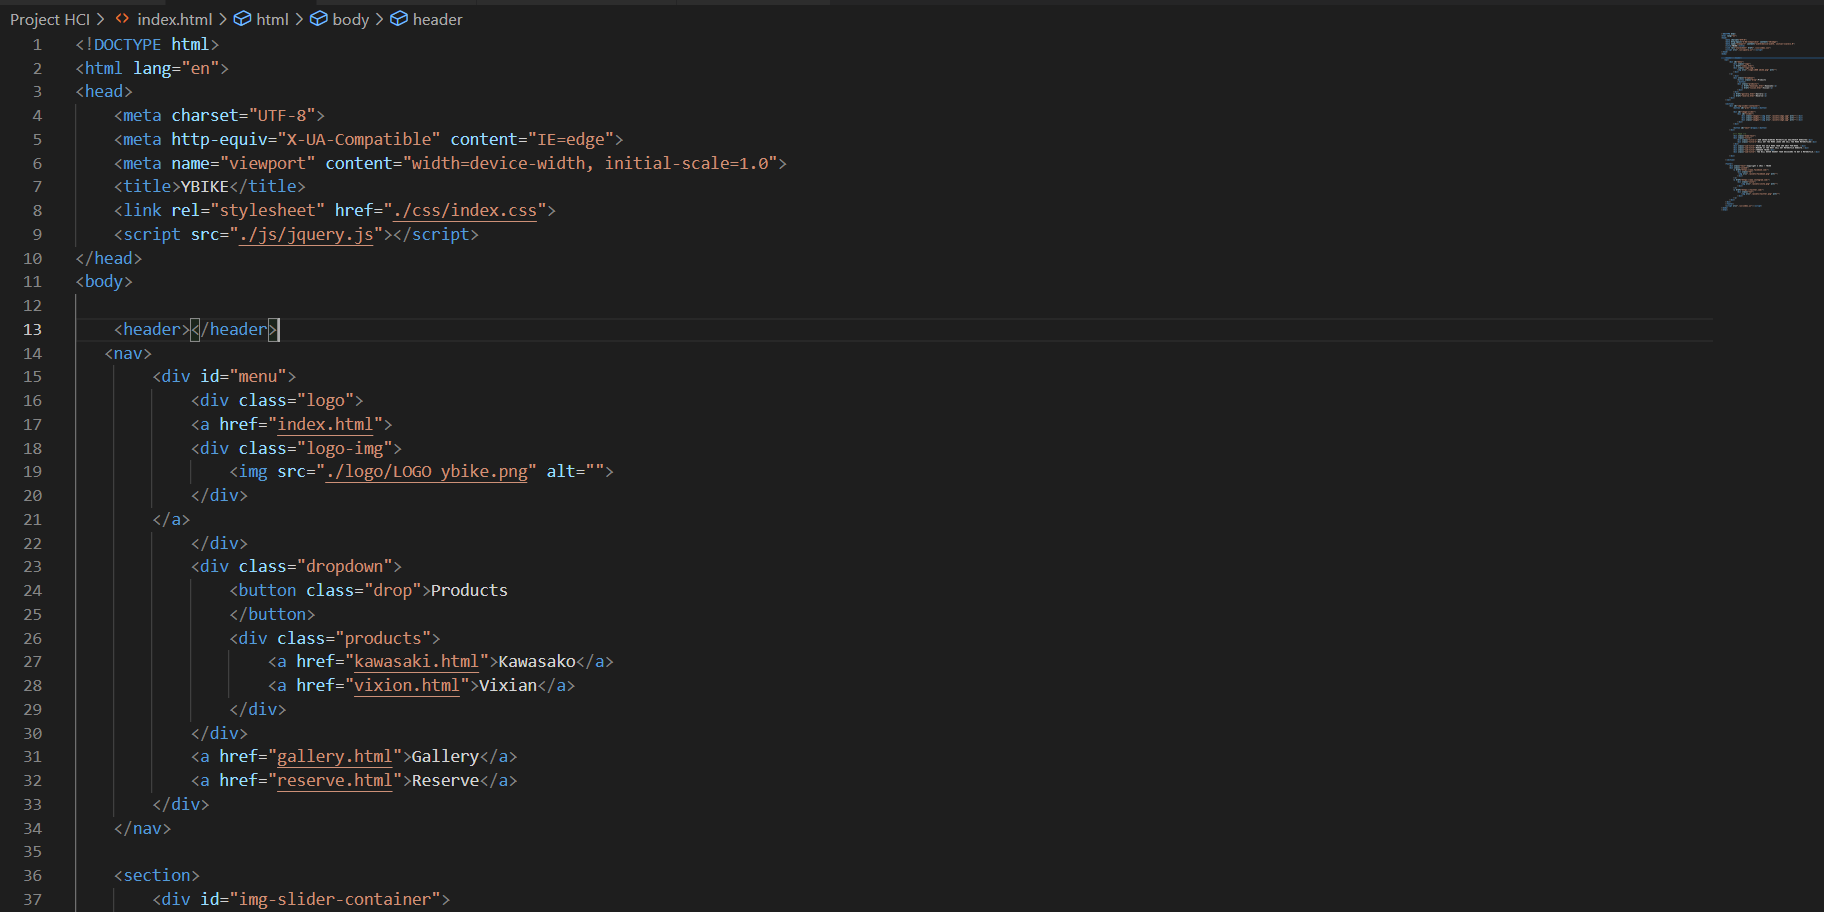 Project HCI > index.html > html > body > header
1 <!DOCTYPE html>
2 <html lang="en">
3 <head>
4 <meta charset="UTF-8">
5 <meta http-equiv="X-UA-Compatible" content="IE=edge">
6 <meta name="viewport" content="width=device-width, initial-scale=1.0">
7 <title>YBIKE</title>
8 <link rel="stylesheet" href="./css/index.css">
9 <script src="./js/jquery.js"></script>
10 </head>
11 <body>
12
13 <header></header>
14 <nav>
15 <div id="menu">
16 <div class="logo">
17 <a href="index.html">
18 <div class="logo-img">
19 <img src="./logo/LOGO ybike.png" alt="">
20 </div>
21 </a>
22 </div>
23 <div class="dropdown">
24 <button class="drop">Products
25 </button>
26 <div class="products">
27 <a href="kawasaki.html">Kawasako</a>
28 <a href="vixion.html">Vixian</a>
29 </div>
30 </div>
31 <a href="gallery.html">Gallery</a>
32 <a href="reserve.html">Reserve</a>
33 </div>
34 </nav>
35
36 <section>
37 <div id="img-slider-container">